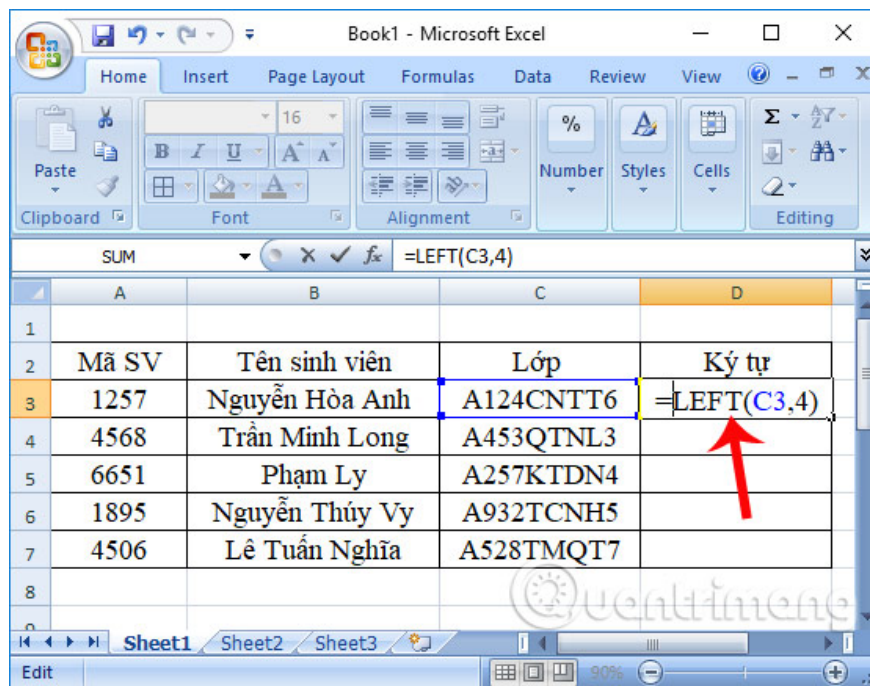 Book1 - Microsoft Excel
Home Insert Page Layout Formulas Data Review View
16
Paste B I U A A % Number Styles Cells Σ
Clipboard Font Alignment Editing
SUM fx =LEFT(C3,4)
A B C D
1
2 Mã SV Tên sinh viên Lớp Ký tự
3 1257 Nguyễn Hòa Anh A124CNTT6 =LEFT(C3,4)
4 4568 Trần Minh Long A453QTNL3
5 6651 Phạm Ly A257KTDN4
6 1895 Nguyễn Thúy Vy A932TCNH5
7 4506 Lê Tuấn Nghĩa A528TMQT7
8
Quantrimang
9
Sheet1 Sheet2 Sheet3
Edit 90%